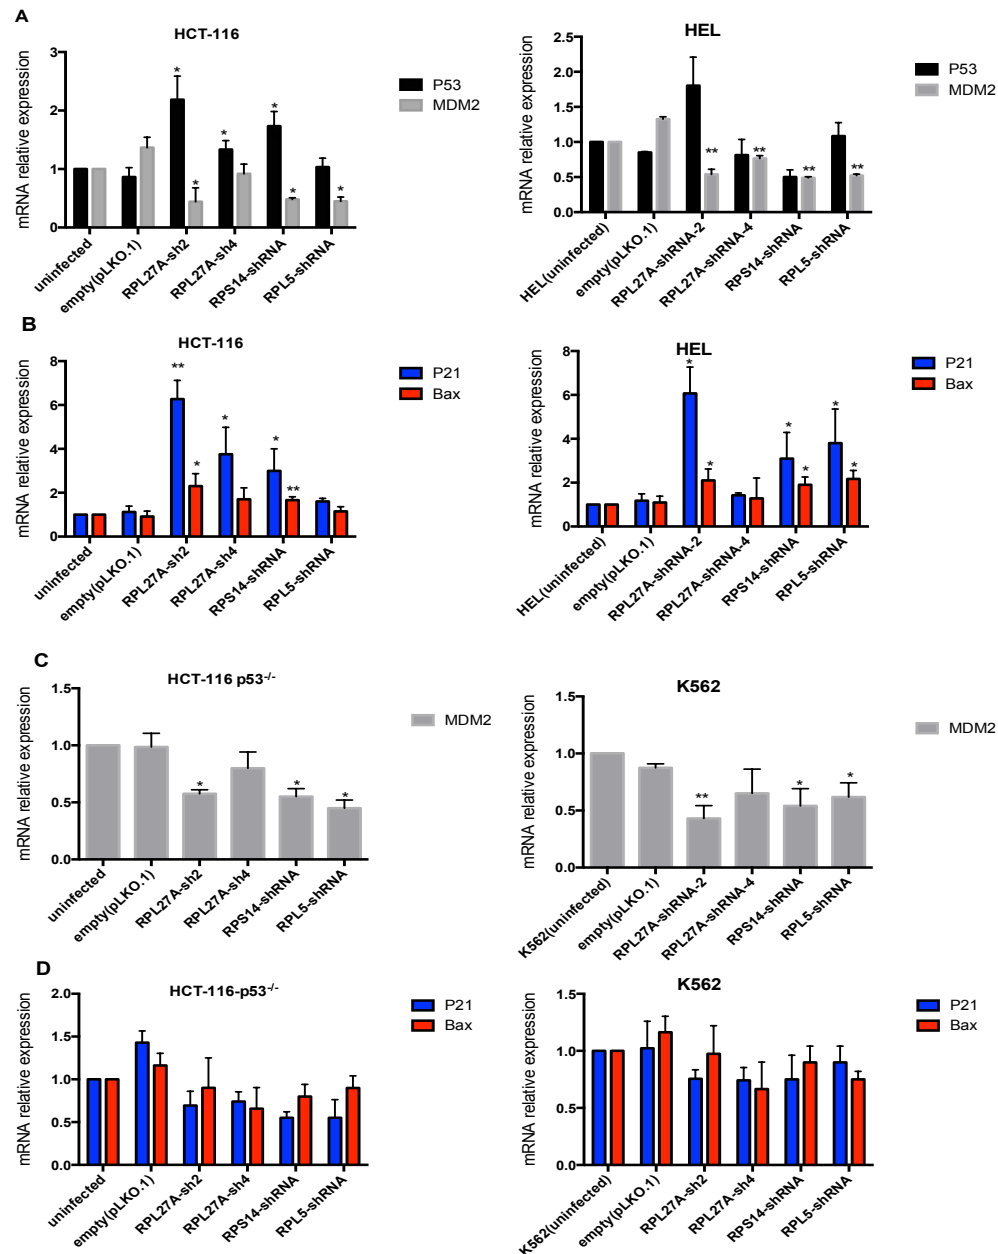 A
HCT-116
mRNA relative expression
3
2
1
0
*
*
*
*
*
*
P53
MDM2
uninfected
empty(pLKO.1)
RPL27A-sh2
RPL27A-sh4
RPS14-shRNA
RPL5-shRNA
HEL
mRNA relative expression
2.5
2.0
1.5
1.0
0.5
0.0
**
**
**
**
P53
MDM2
HEL(uninfected)
empty(pLKO.1)
RPL27A-shRNA-2
RPL27A-shRNA-4
RPS14-shRNA
RPL5-shRNA
B
HCT-116
mRNA relative expression
8
6
4
2
0
**
*
*
*
**
P21
Bax
uninfected
empty(pLKO.1)
RPL27A-sh2
RPL27A-sh4
RPS14-shRNA
RPL5-shRNA
HEL
mRNA relative expression
8
6
4
2
0
*
*
*
*
*
*
P21
Bax
HEL(uninfected)
empty(pLKO.1)
RPL27A-shRNA-2
RPL27A-shRNA-4
RPS14-shRNA
RPL5-shRNA
C
HCT-116 p53-/-
mRNA relative expression
1.5
1.0
0.5
0.0
*
*
*
MDM2
uninfected
empty(pLKO.1)
RPL27A-sh2
RPL27A-sh4
RPS14-shRNA
RPL5-shRNA
K562
mRNA relative expression
1.5
1.0
0.5
0.0
**
*
*
MDM2
K562(uninfected)
empty(pLKO.1)
RPL27A-shRNA-2
RPL27A-shRNA-4
RPS14-shRNA
RPL5-shRNA
D
HCT-116-p53-/-
mRNA relative expression
2.0
1.5
1.0
0.5
0.0
P21
Bax
uninfected
empty(pLKO.1)
RPL27A-sh2
RPL27A-sh4
RPS14-shRNA
RPL5-shRNA
K562
mRNA relative expression
1.5
1.0
0.5
0.0
P21
Bax
K562(uninfected)
empty(pLKO.1)
RPL27A-sh2
RPL27A-sh4
RPS14-shRNA
RPL5-shRNA